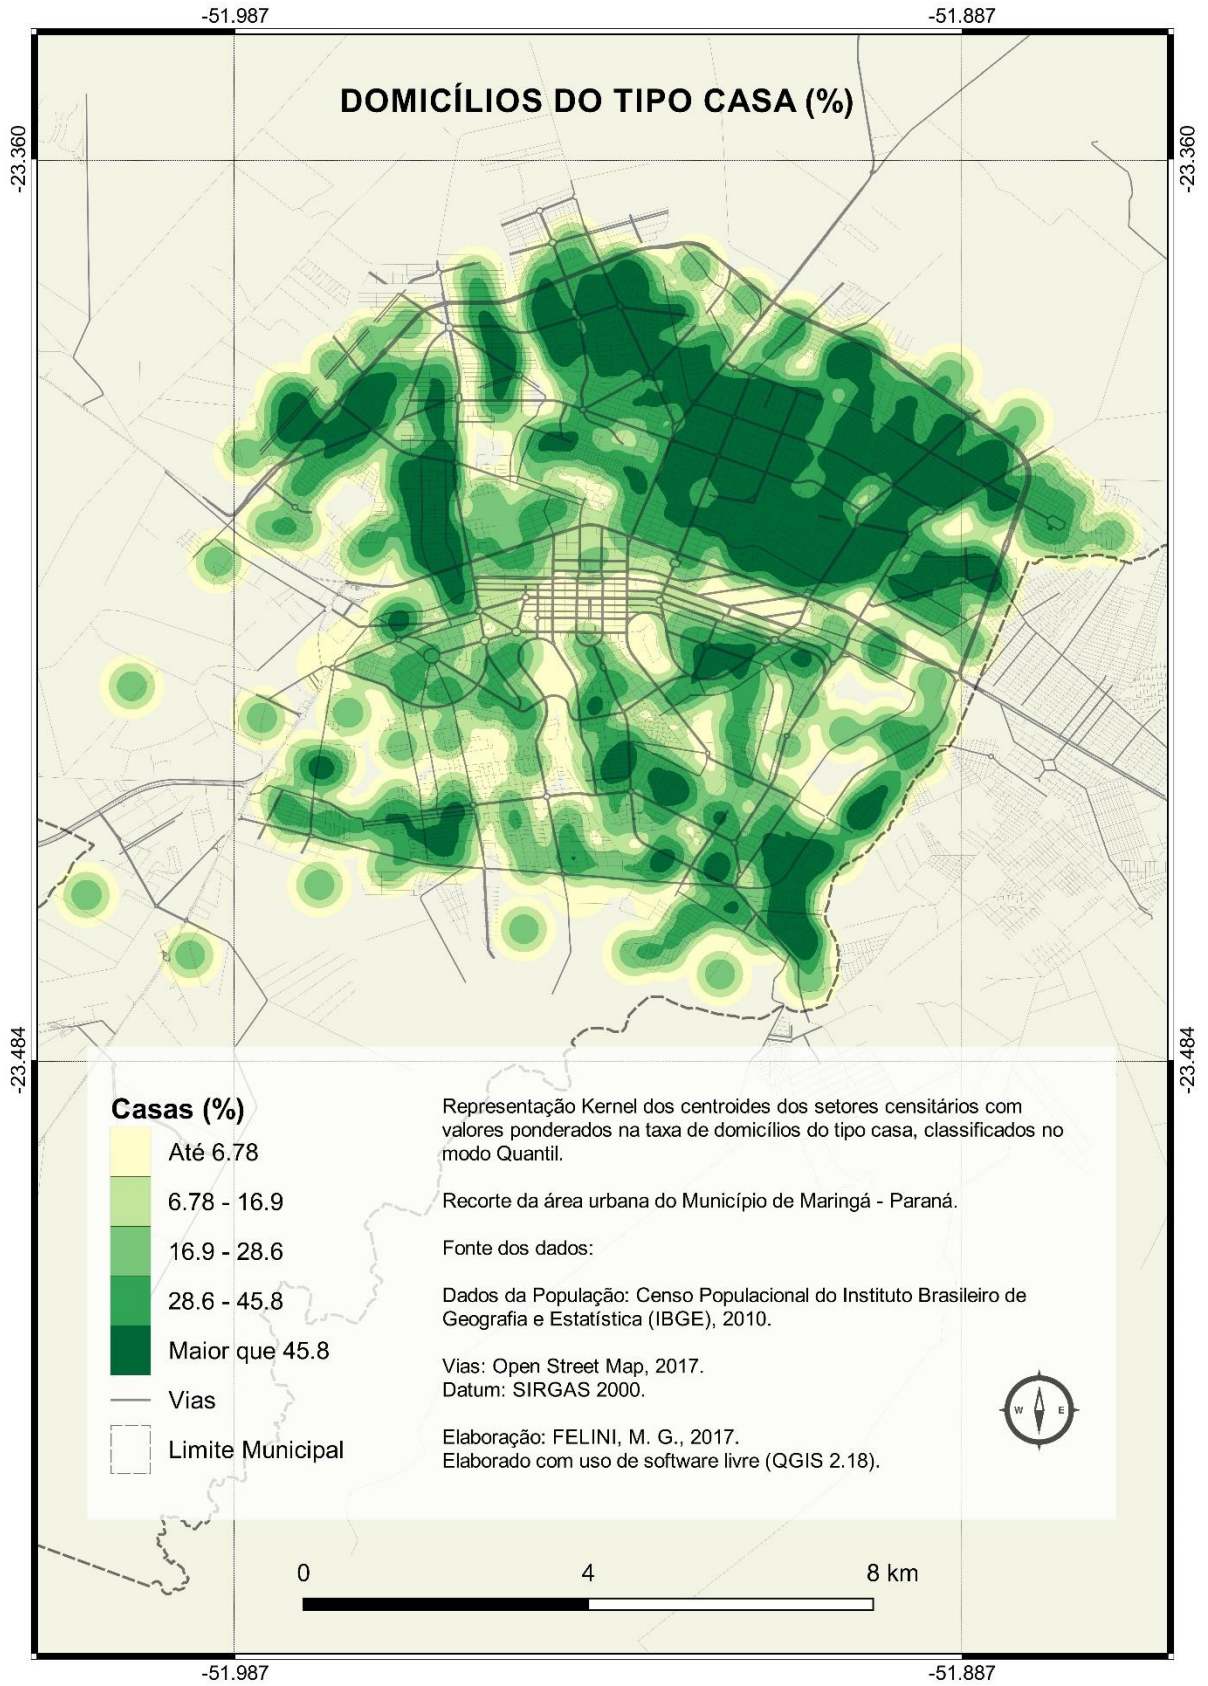 -51.987
-51.887
DOMICÍLIOS DO TIPO CASA (%)
-23.360
-23.360
-23.484
-23.484
Casas (%)
Até 6.78
6.78 - 16.9
16.9 - 28.6
28.6 - 45.8
Maior que 45.8
Vias
Limite Municipal
Representação Kernel dos centroides dos setores censitários com
valores ponderados na taxa de domicílios do tipo casa, classificados no
modo Quantil.
Recorte da área urbana do Município de Maringá - Paraná.
Fonte dos dados:
Dados da População: Censo Populacional do Instituto Brasileiro de
Geografia e Estatística (IBGE), 2010.
Vias: Open Street Map, 2017.
Datum: SIRGAS 2000.
Elaboração: FELINI, M. G., 2017.
Elaborado com uso de software livre (QGIS 2.18).
W E
0 4 8 km
-51.987
-51.887